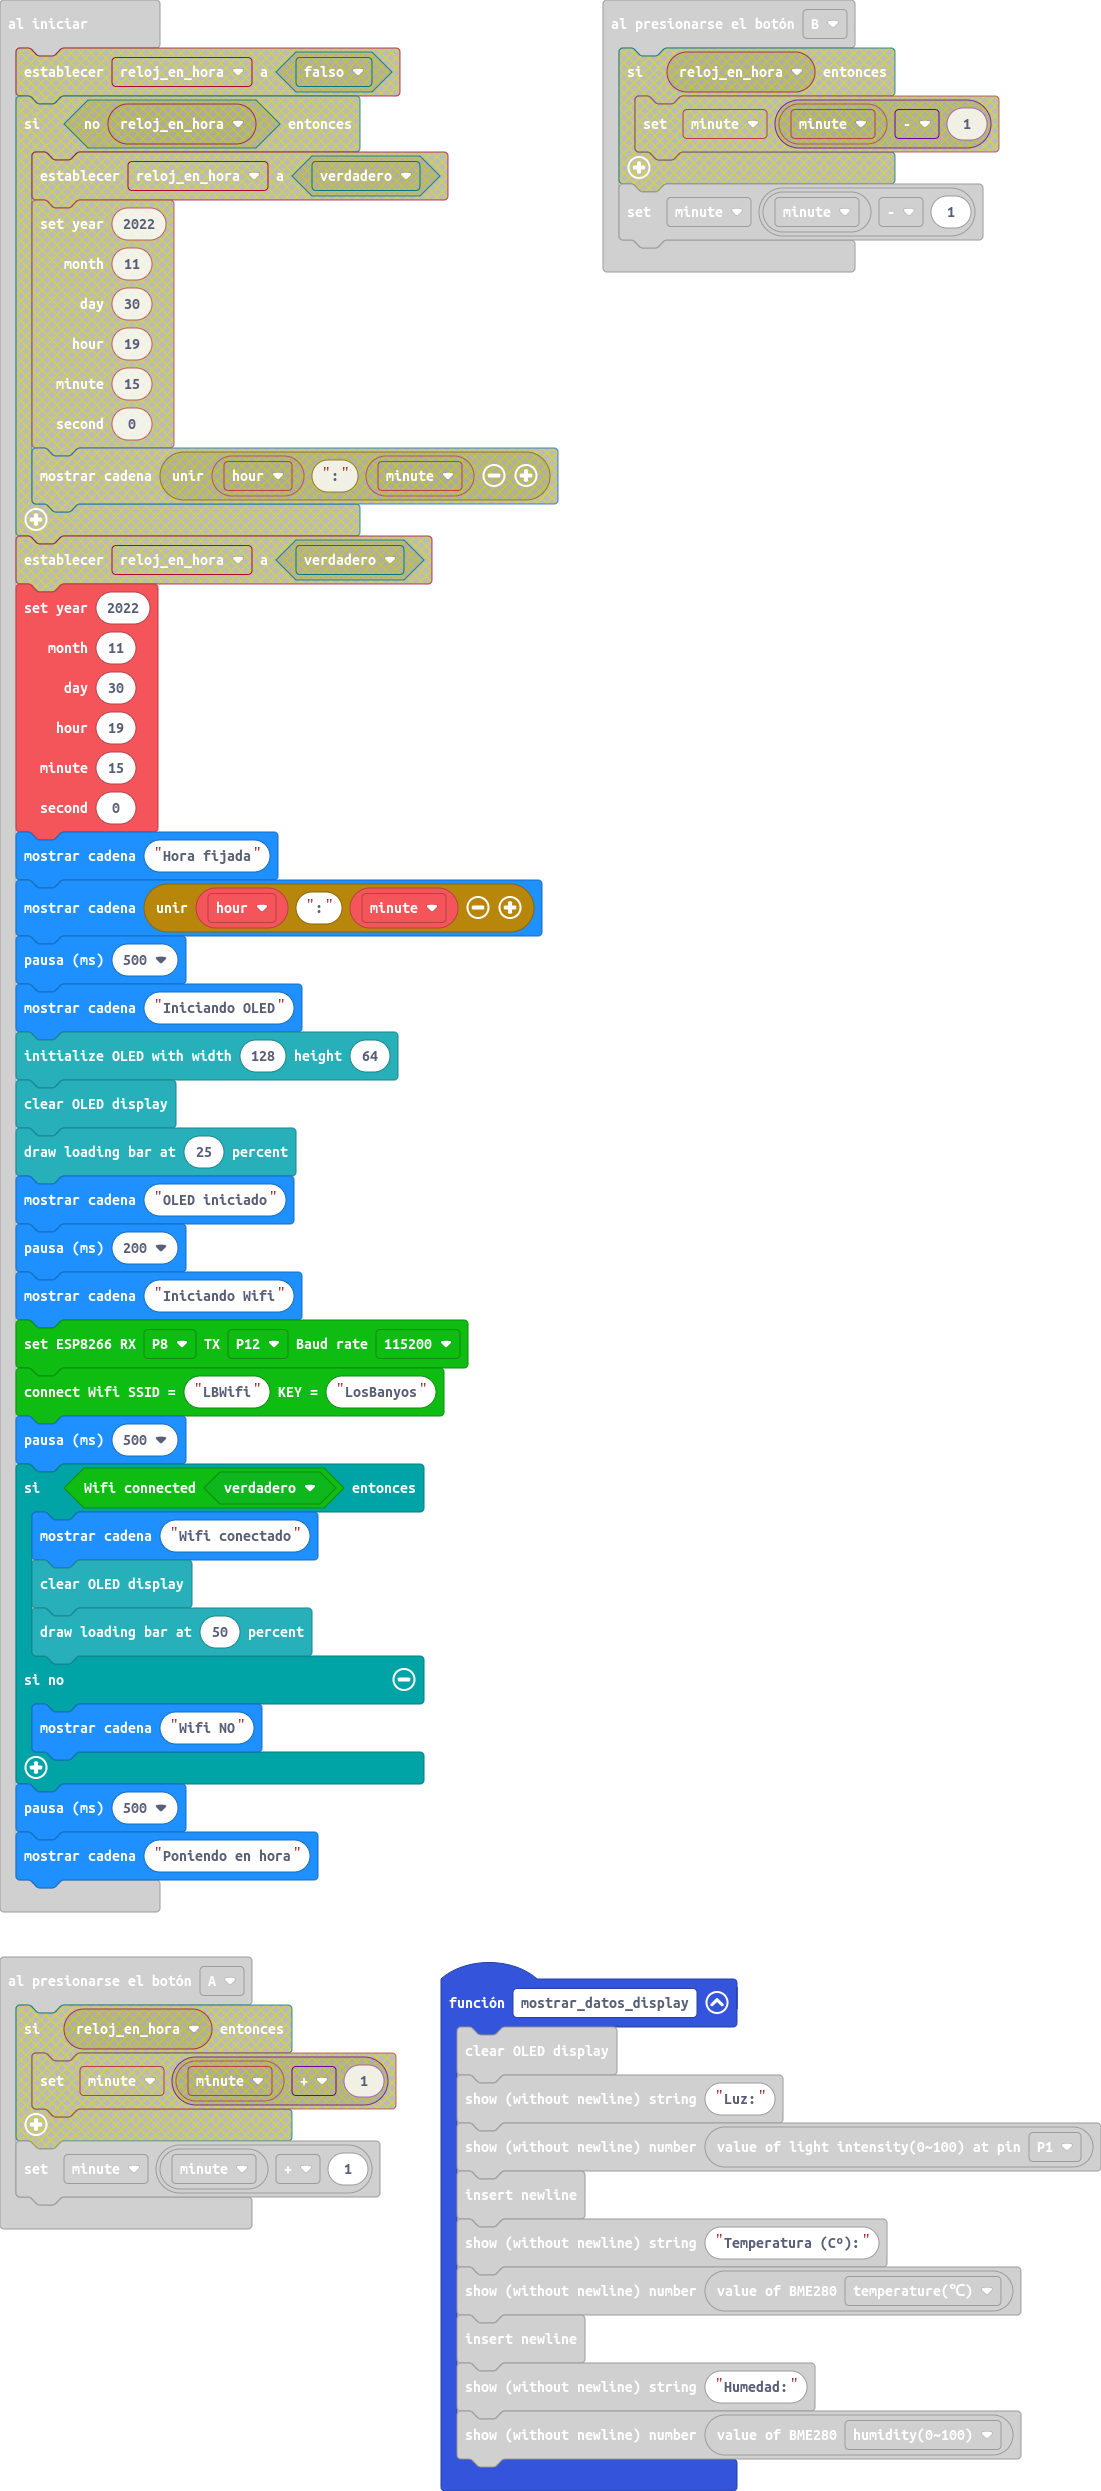 al iniciar
establecer reloj_en_hora a falso
si no reloj_en_hora entonces
establecer reloj_en_hora a verdadero
set year 2022
month 11
day 30
hour 19
minute 15
second 0
mostrar cadena unir hour ":" minute
establecer reloj_en_hora a verdadero
set year 2022
month 11
day 30
hour 19
minute 15
second 0
mostrar cadena "Hora fijada"
mostrar cadena unir hour ":" minute
pausa (ms) 500
mostrar cadena "Iniciando OLED"
initialize OLED with width 128 height 64
clear OLED display
draw loading bar at 25 percent
mostrar cadena "OLED iniciado"
pausa (ms) 200
mostrar cadena "Iniciando Wifi"
set ESP8266 RX P8 TX P12 Baud rate 115200
connect Wifi SSID = "LBWifi" KEY = "LosBanyos"
pausa (ms) 500
si Wifi connected verdadero entonces
mostrar cadena "Wifi conectado"
clear OLED display
draw loading bar at 50 percent
si no
mostrar cadena "Wifi NO"
pausa (ms) 500
mostrar cadena "Poniendo en hora"
al presionarse el botón B
si reloj_en_hora entonces
set minute minute - 1
set minute minute - 1
al presionarse el botón A
si reloj_en_hora entonces
set minute minute + 1
set minute minute + 1
función mostrar_datos_display
clear OLED display
show (without newline) string "Luz:"
show (without newline) number value of light intensity(0~100) at pin P1
insert newline
show (without newline) string "Temperatura (Cº):"
show (without newline) number value of BME280 temperature(℃)
insert newline
show (without newline) string "Humedad:"
show (without newline) number value of BME280 humidity(0~100)